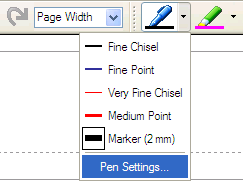 Page Width
Fine Chisel
Fine Point
Very Fine Chisel
Medium Point
Marker (2 mm)
Pen Settings...